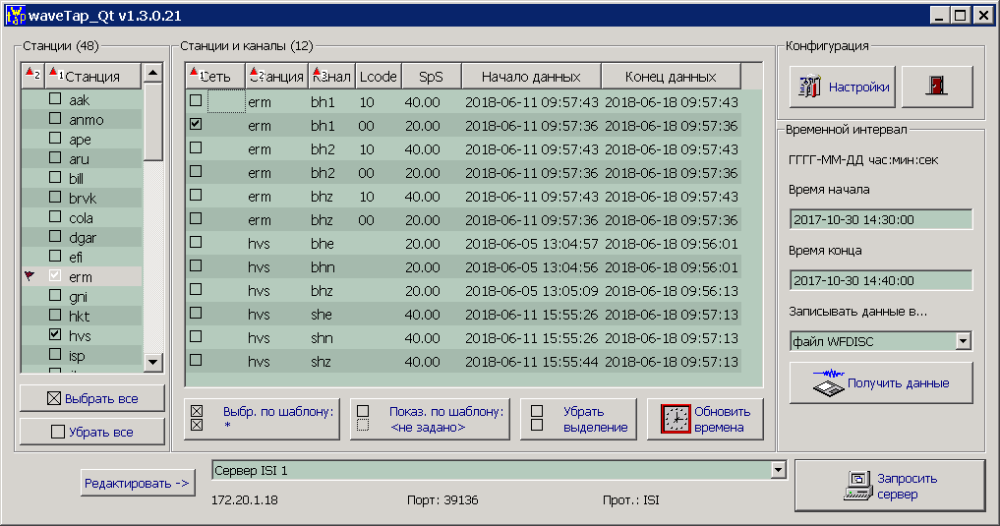 waveTap_Qt v1.3.0.21
Станции (48)
2 1 Станция
aak
anmo
ape
aru
bill
brvk
cola
dgar
efi
erm
gni
hkt
hvs
isp
Выбрать все
Убрать все
Станции и каналы (12)
1 Сеть 2 Станция 3 Канал Lcode SpS Начало данных Конец данных
erm bh1 10 40.00 2018-06-11 09:57:43 2018-06-18 09:57:43
erm bh1 00 20.00 2018-06-11 09:57:36 2018-06-18 09:57:36
erm bh2 10 40.00 2018-06-11 09:57:43 2018-06-18 09:57:43
erm bh2 00 20.00 2018-06-11 09:57:36 2018-06-18 09:57:36
erm bhz 10 40.00 2018-06-11 09:57:43 2018-06-18 09:57:43
erm bhz 00 20.00 2018-06-11 09:57:36 2018-06-18 09:57:36
hvs bhe 20.00 2018-06-05 13:04:57 2018-06-18 09:56:01
hvs bhn 20.00 2018-06-05 13:04:56 2018-06-18 09:56:01
hvs bhz 20.00 2018-06-05 13:05:09 2018-06-18 09:56:13
hvs she 40.00 2018-06-11 15:55:26 2018-06-18 09:57:13
hvs shn 40.00 2018-06-11 15:55:26 2018-06-18 09:57:13
hvs shz 40.00 2018-06-11 15:55:44 2018-06-18 09:57:13
Выбр. по шаблону:
*
Показ. по шаблону:
<не задано>
Убрать
выделение
Обновить
времена
Конфигурация
Настройки
Временной интервал
ГГГГ-ММ-ДД час:мин:сек
Время начала
2017-10-30 14:30:00
Время конца
2017-10-30 14:40:00
Записывать данные в...
файл WFDISC
Получить данные
Редактировать ->
Сервер ISI 1
172.20.1.18 Порт: 39136 Прот.: ISI
Запросить
сервер